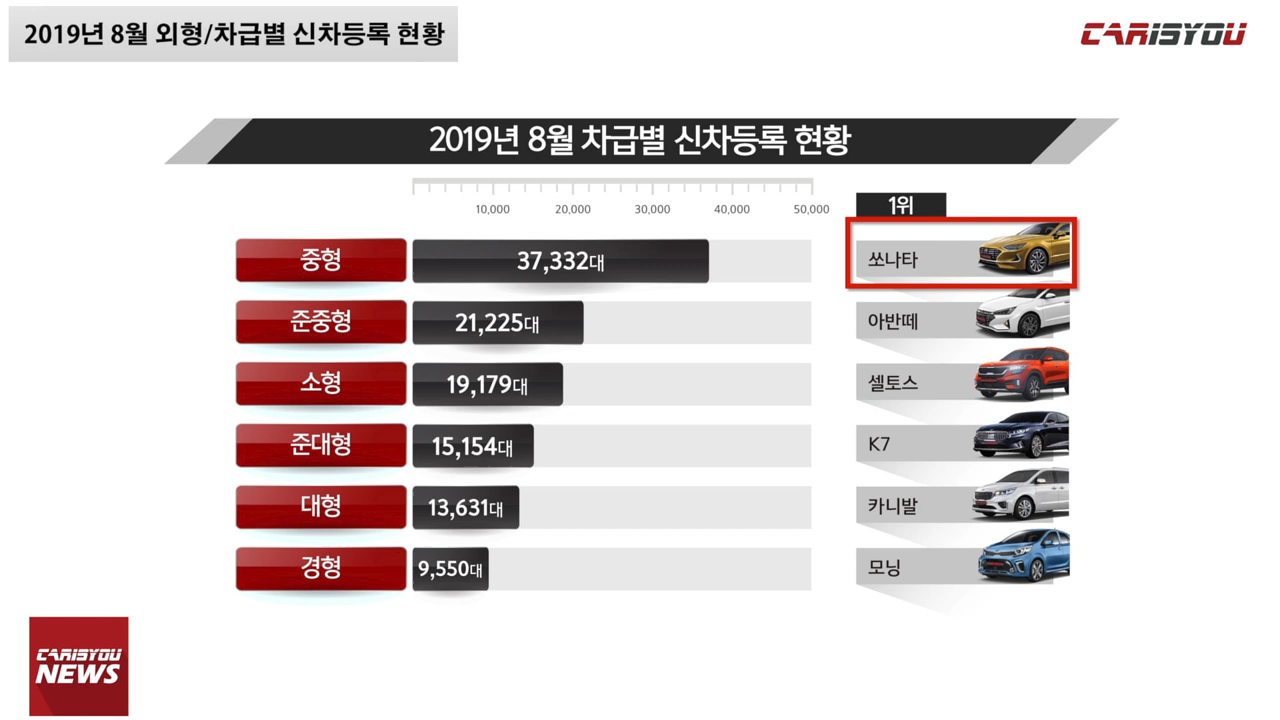 2019년 8월 외형/차급별 신차등록 현황
CARISYOU
2019년 8월 차급별 신차등록 현황
10,000 20,000 30,000 40,000 50,000
1위
중형 37,332대 쏘나타
준중형 21,225대 아반떼
소형 19,179대 셀토스
준대형 15,154대 K7
대형 13,631대 카니발
경형 9,550대 모닝
CARISYOU
NEWS